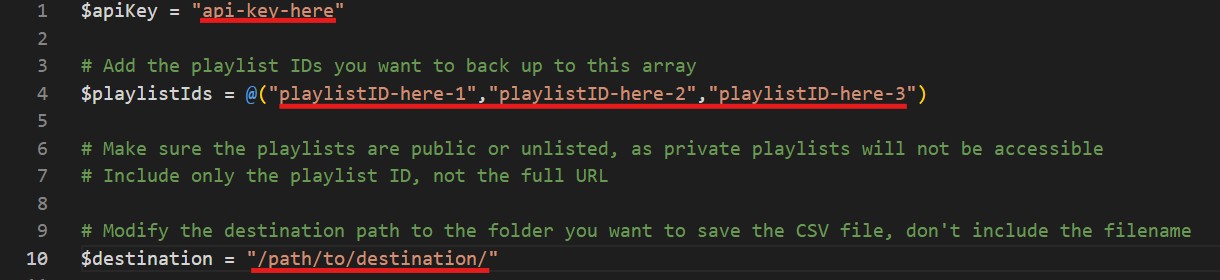 1 $apiKey = "api-key-here"
2
3 # Add the playlist IDs you want to back up to this array
4 $playlistIds = @("playlistID-here-1","playlistID-here-2","playlistID-here-3")
5
6 # Make sure the playlists are public or unlisted, as private playlists will not be accessible
7 # Include only the playlist ID, not the full URL
8
9 # Modify the destination path to the folder you want to save the CSV file, don't include the filename
10 $destination = "/path/to/destination/"